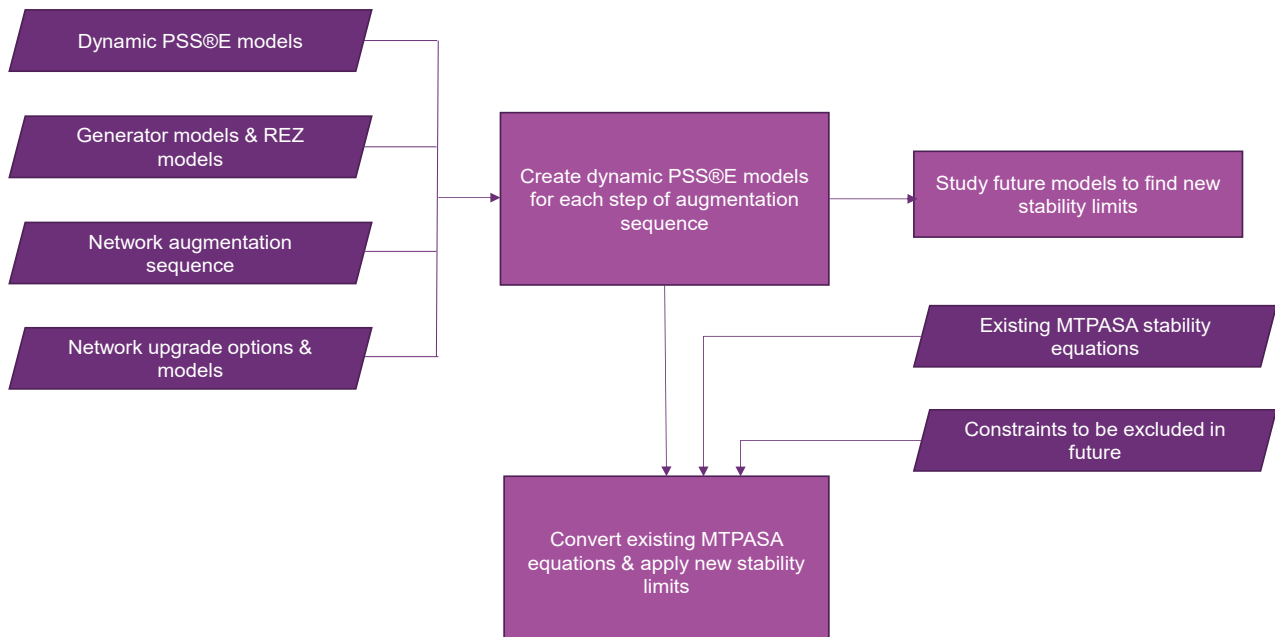 Dynamic PSS®E models
Generator models & REZ
models
Network augmentation
sequence
Network upgrade options &
models
Create dynamic PSS®E models
for each step of augmentation
sequence
Study future models to find new
stability limits
Existing MTPASA stability
equations
Constraints to be excluded in
future
Convert existing MTPASA
equations & apply new stability
limits